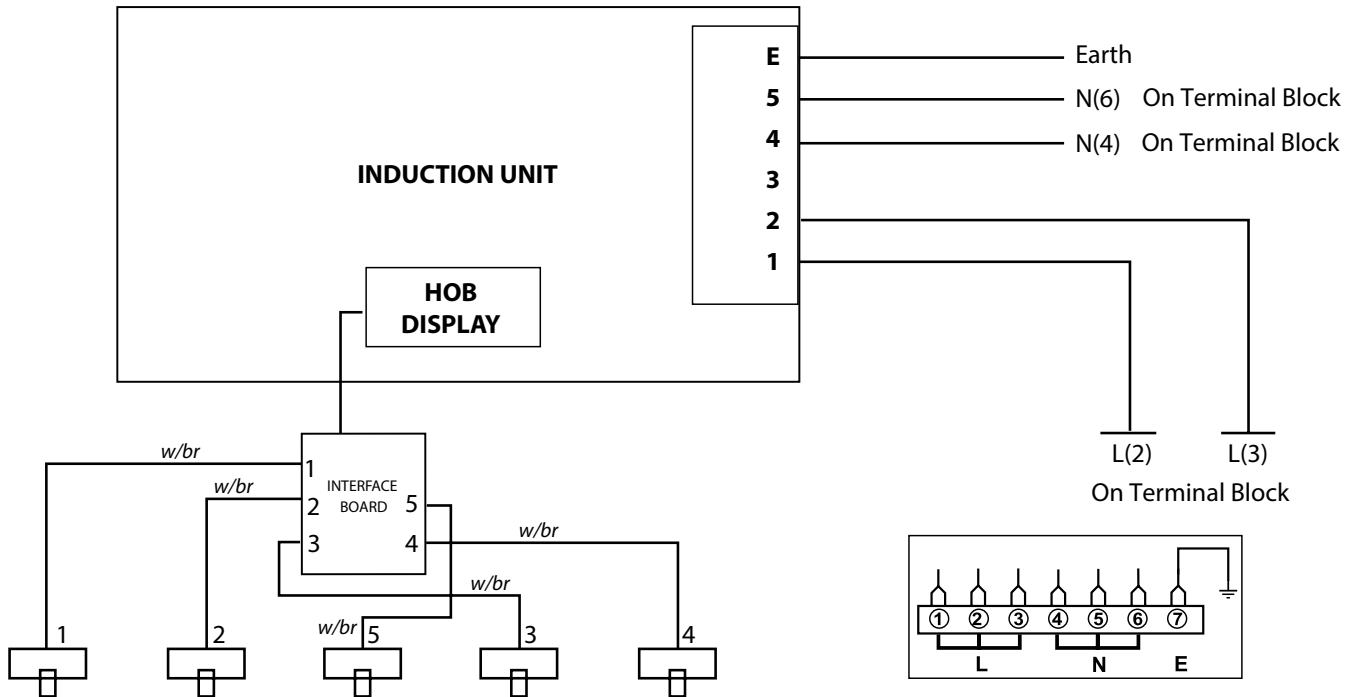 E
Earth
5
N(6) On Terminal Block
4
N(4) On Terminal Block
INDUCTION UNIT
3
2
1
HOB
DISPLAY
L(2)
L(3)
On Terminal Block
w/br
1
w/br
2
INTERFACE
BOARD
5
3
4
w/br
w/br
w/br
1
2
5
3
4
1 2 3 4 5 6 7
L N E